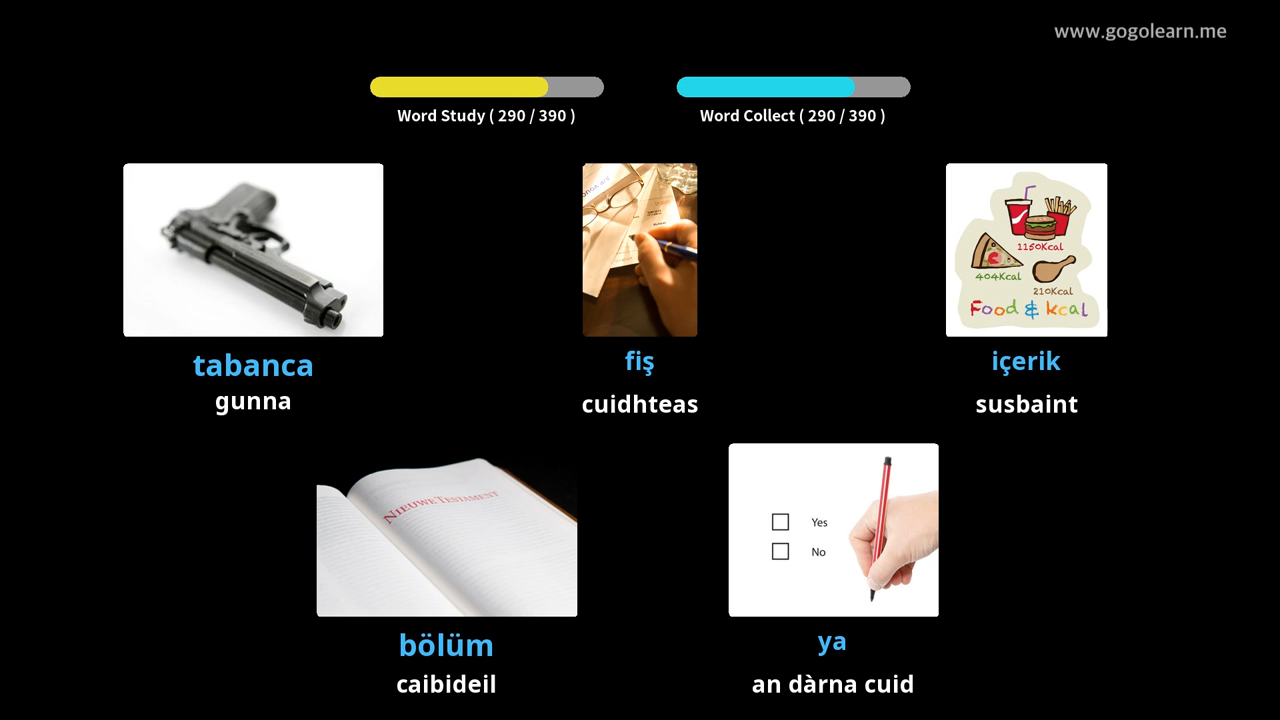 www.gogolearn.me
Word Study ( 290 / 390 )
Word Collect ( 290 / 390 )
1150Kcal
404Kcal
210Kcal
Food & kcal
tabanca
gunna
fiş
cuidhteas
içerik
susbaint
NIEUWE TESTAMENT
Yes
No
bölüm
caibideil
ya
an dàrna cuid